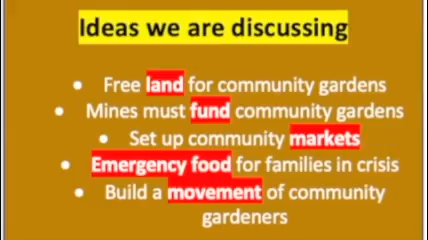 Ideas we are discussing
• Free land for community gardens
• Mines must fund community gardens
• Set up community markets
• Emergency food for families in crisis
• Build a movement of community
gardeners